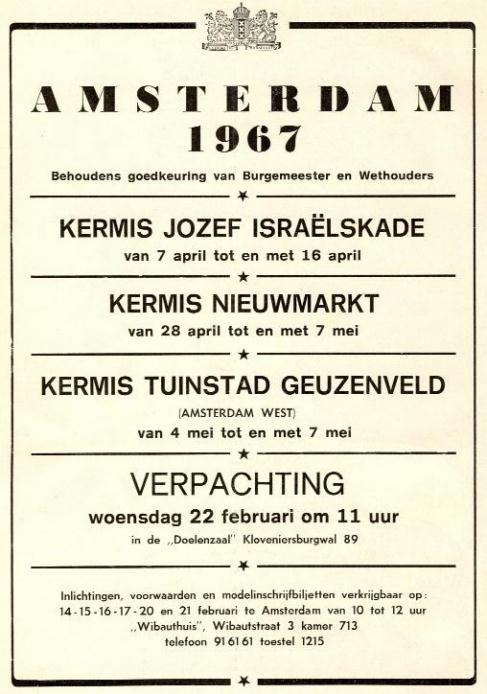 AMSTERDAM
1967
Behoudens goedkeuring van Burgemeester en Wethouders
KERMIS JOZEF ISRAËLSKADE
van 7 april tot en met 16 april
KERMIS NIEUWMARKT
van 28 april tot en met 7 mei
KERMIS TUINSTAD GEUZENVELD
(AMSTERDAM WEST)
van 4 mei tot en met 7 mei
VERPACHTING
woensdag 22 februari om 11 uur
in de „Doelenzaal" Kloveniersburgwal 89
Inlichtingen, voorwaarden en modelinschrijfbiljetten verkrijgbaar op:
14-15-16-17-20 en 21 februari te Amsterdam van 10 tot 12 uur
„Wibauthuis", Wibautstraat 3 kamer 713
telefoon 91 61 61 toestel 1215